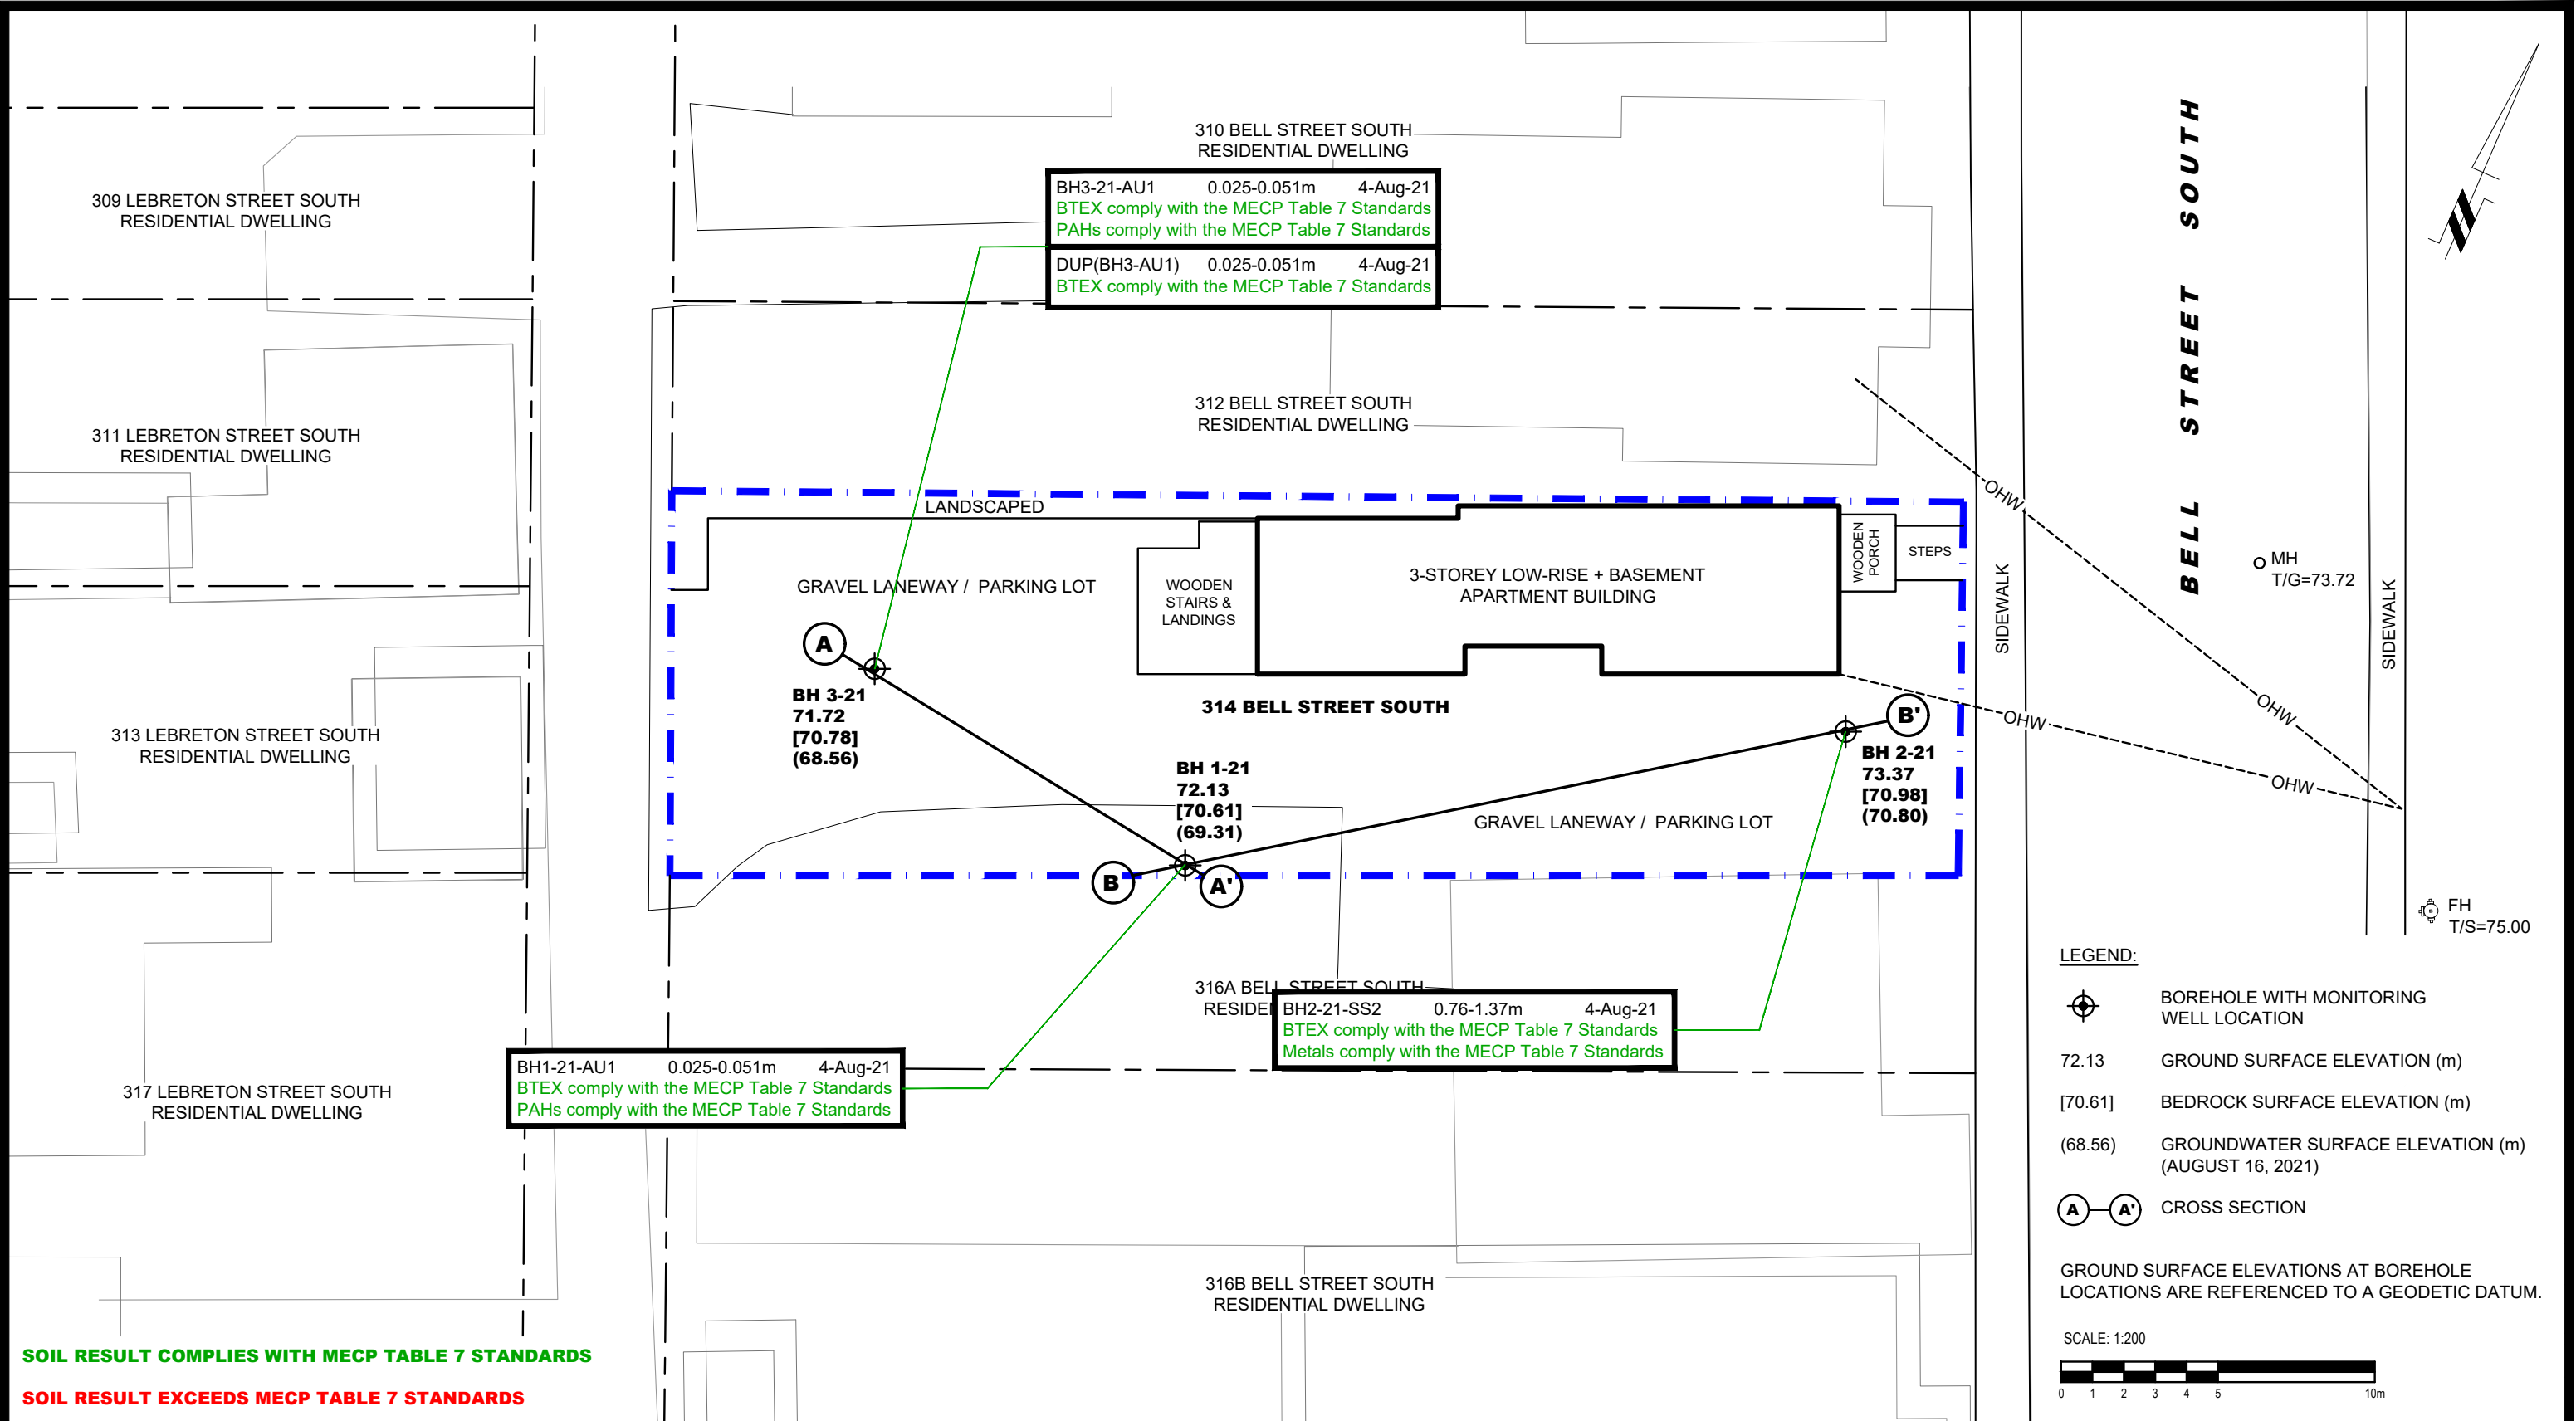 310 BELL STREET SOUTH
RESIDENTIAL DWELLING
309 LEBRETON STREET SOUTH
RESIDENTIAL DWELLING
BH3-21-AU1 0.025-0.051m 4-Aug-21
BTEX comply with the MECP Table 7 Standards
PAHs comply with the MECP Table 7 Standards
DUP(BH3-AU1) 0.025-0.051m 4-Aug-21
BTEX comply with the MECP Table 7 Standards
312 BELL STREET SOUTH
RESIDENTIAL DWELLING
311 LEBRETON STREET SOUTH
RESIDENTIAL DWELLING
BELL STREET SOUTH
LANDSCAPED
GRAVEL LANEWAY / PARKING LOT
WOODEN
STAIRS &
LANDINGS
3-STOREY LOW-RISE + BASEMENT
APARTMENT BUILDING
WOODEN
PORCH
STEPS
SIDEWALK
OHW
MH
T/G=73.72
SIDEWALK
A
BH 3-21
71.72
[70.78]
(68.56)
314 BELL STREET SOUTH
313 LEBRETON STREET SOUTH
RESIDENTIAL DWELLING
B'
BH 2-21
73.37
[70.98]
(70.80)
OHW
OHW
OHW
BH 1-21
72.13
[70.61]
(69.31)
GRAVEL LANEWAY / PARKING LOT
B
A'
FH
T/S=75.00
316A BELL STREET SOUTH
RESIDE
BH2-21-SS2 0.76-1.37m 4-Aug-21
BTEX comply with the MECP Table 7 Standards
Metals comply with the MECP Table 7 Standards
BH1-21-AU1 0.025-0.051m 4-Aug-21
BTEX comply with the MECP Table 7 Standards
PAHs comply with the MECP Table 7 Standards
317 LEBRETON STREET SOUTH
RESIDENTIAL DWELLING
316B BELL STREET SOUTH
RESIDENTIAL DWELLING
LEGEND:
BOREHOLE WITH MONITORING
WELL LOCATION
72.13 GROUND SURFACE ELEVATION (m)
[70.61] BEDROCK SURFACE ELEVATION (m)
(68.56) GROUNDWATER SURFACE ELEVATION (m)
(AUGUST 16, 2021)
A A' CROSS SECTION
GROUND SURFACE ELEVATIONS AT BOREHOLE
LOCATIONS ARE REFERENCED TO A GEODETIC DATUM.
SCALE: 1:200
0 1 2 3 4 5 10m
SOIL RESULT COMPLIES WITH MECP TABLE 7 STANDARDS
SOIL RESULT EXCEEDS MECP TABLE 7 STANDARDS